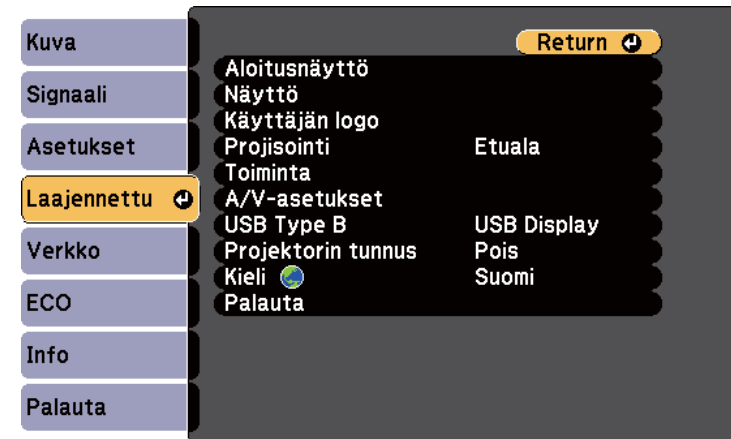 Kuva
Signaali
Asetukset
Laajennettu
Verkko
ECO
Info
Palauta
Return
Aloitusnäyttö
Näyttö
Käyttäjän logo
Projisointi Etuala
Toiminta
A/V-asetukset
USB Type B USB Display
Projektorin tunnus Pois
Kieli Suomi
Palauta